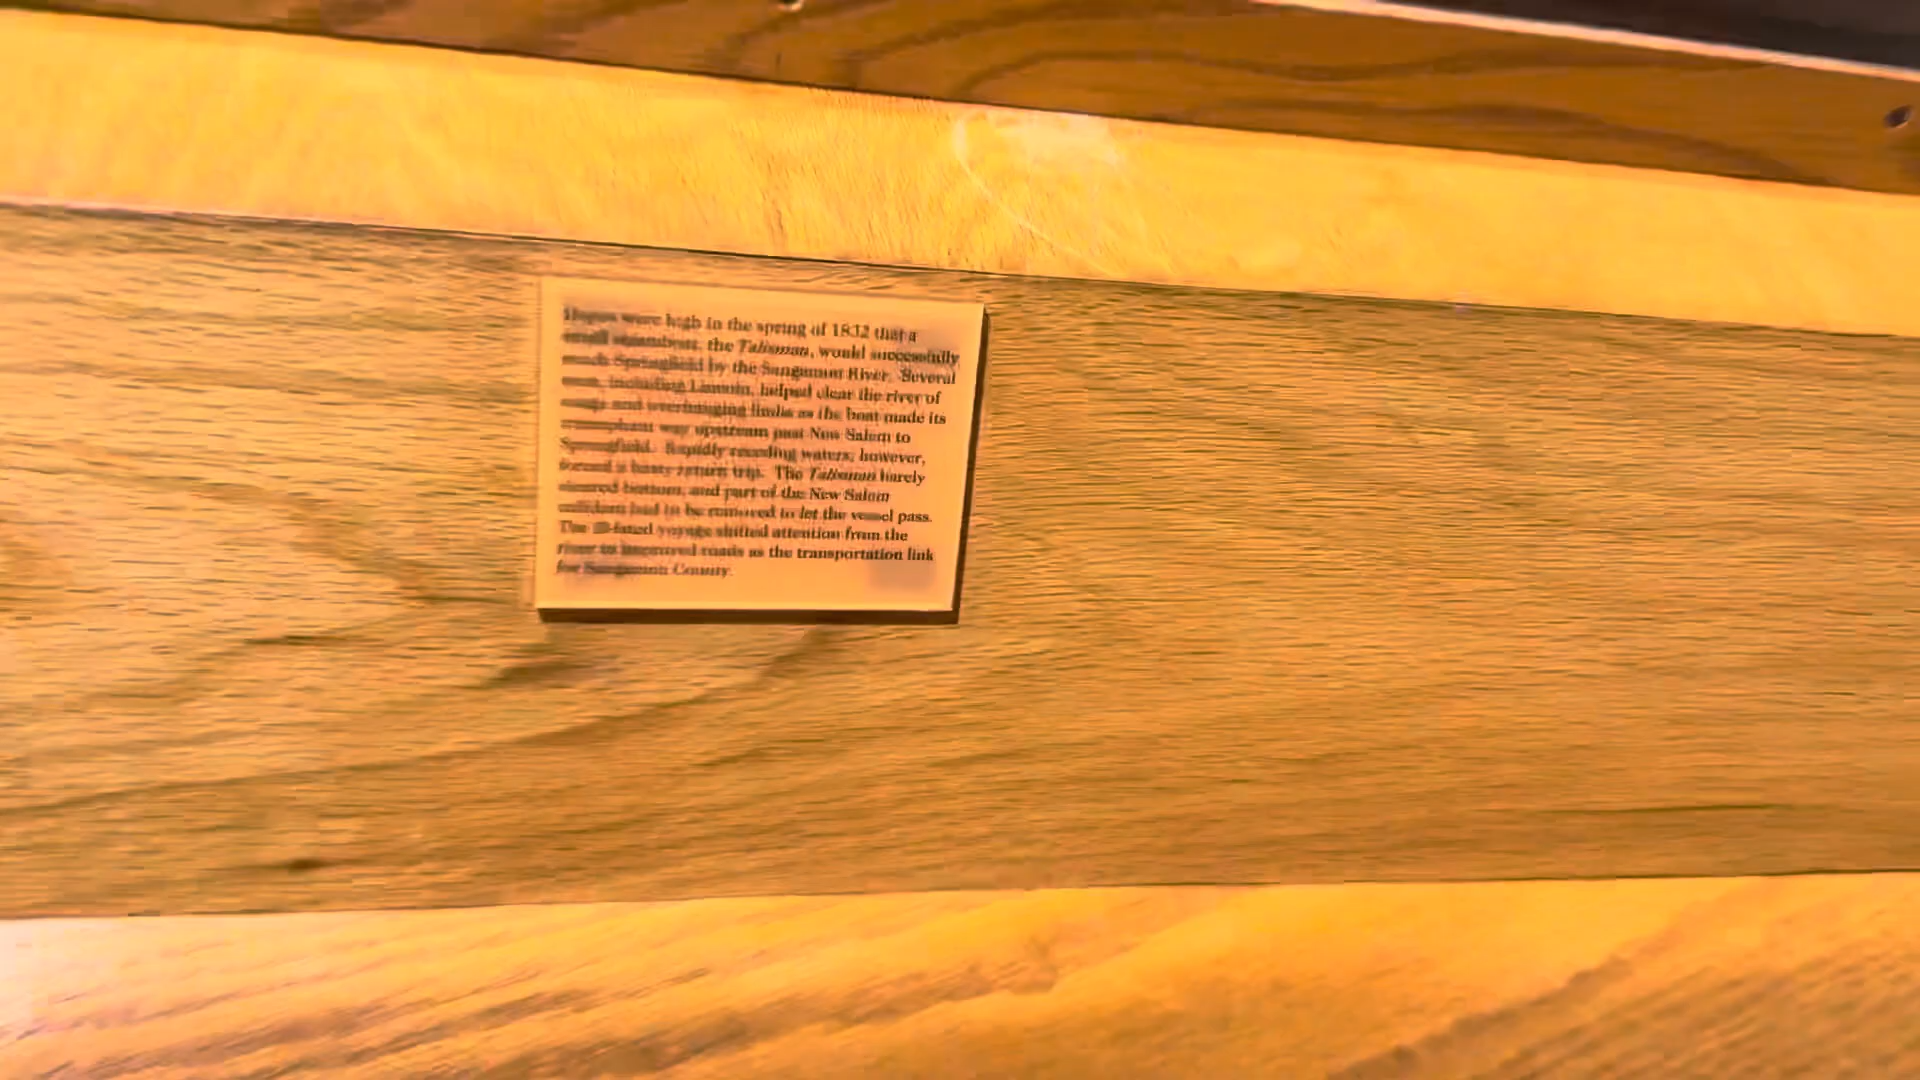 Hopes were high in the spring of 1832 that a
small steamboat, the Talisman, would successfully
reach Springfield by the Sangamon River. Several
men, including Lincoln, helped clear the river of
snags and overhanging limbs as the boat made its
triumphant way upstream past New Salem to
Springfield. Rapidly receding waters, however,
forced a hasty return trip. The Talisman barely
cleared bottom, and part of the New Salem
milldam had to be removed to let the vessel pass.
The ill-fated voyage shifted attention from the
river to improved roads as the transportation link
for Sangamon County.